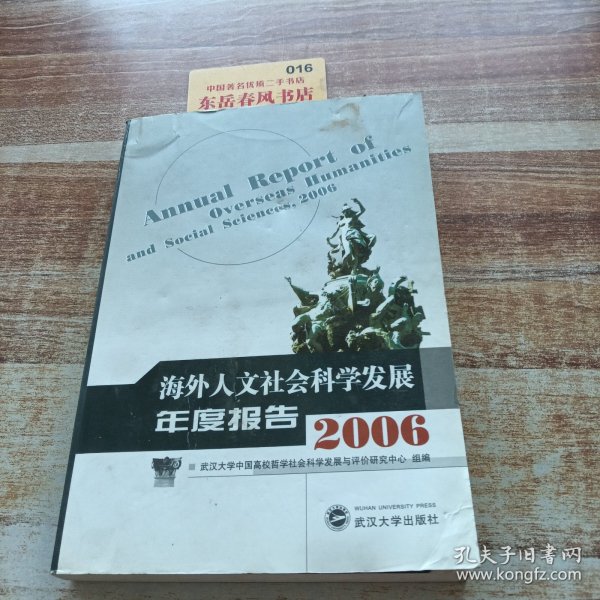 016
中国著名优质二手书店
东岳春风书店
Annual Report of
Overseas Humanities
and Social Sciences, 2006
海外人文社会科学发展
年度报告
2006
武汉大学中国高校哲学社会科学发展与评价研究中心 组编
WUHAN UNIVERSITY PRESS
武汉大学出版社
孔夫子旧书网
www.kongfz.com